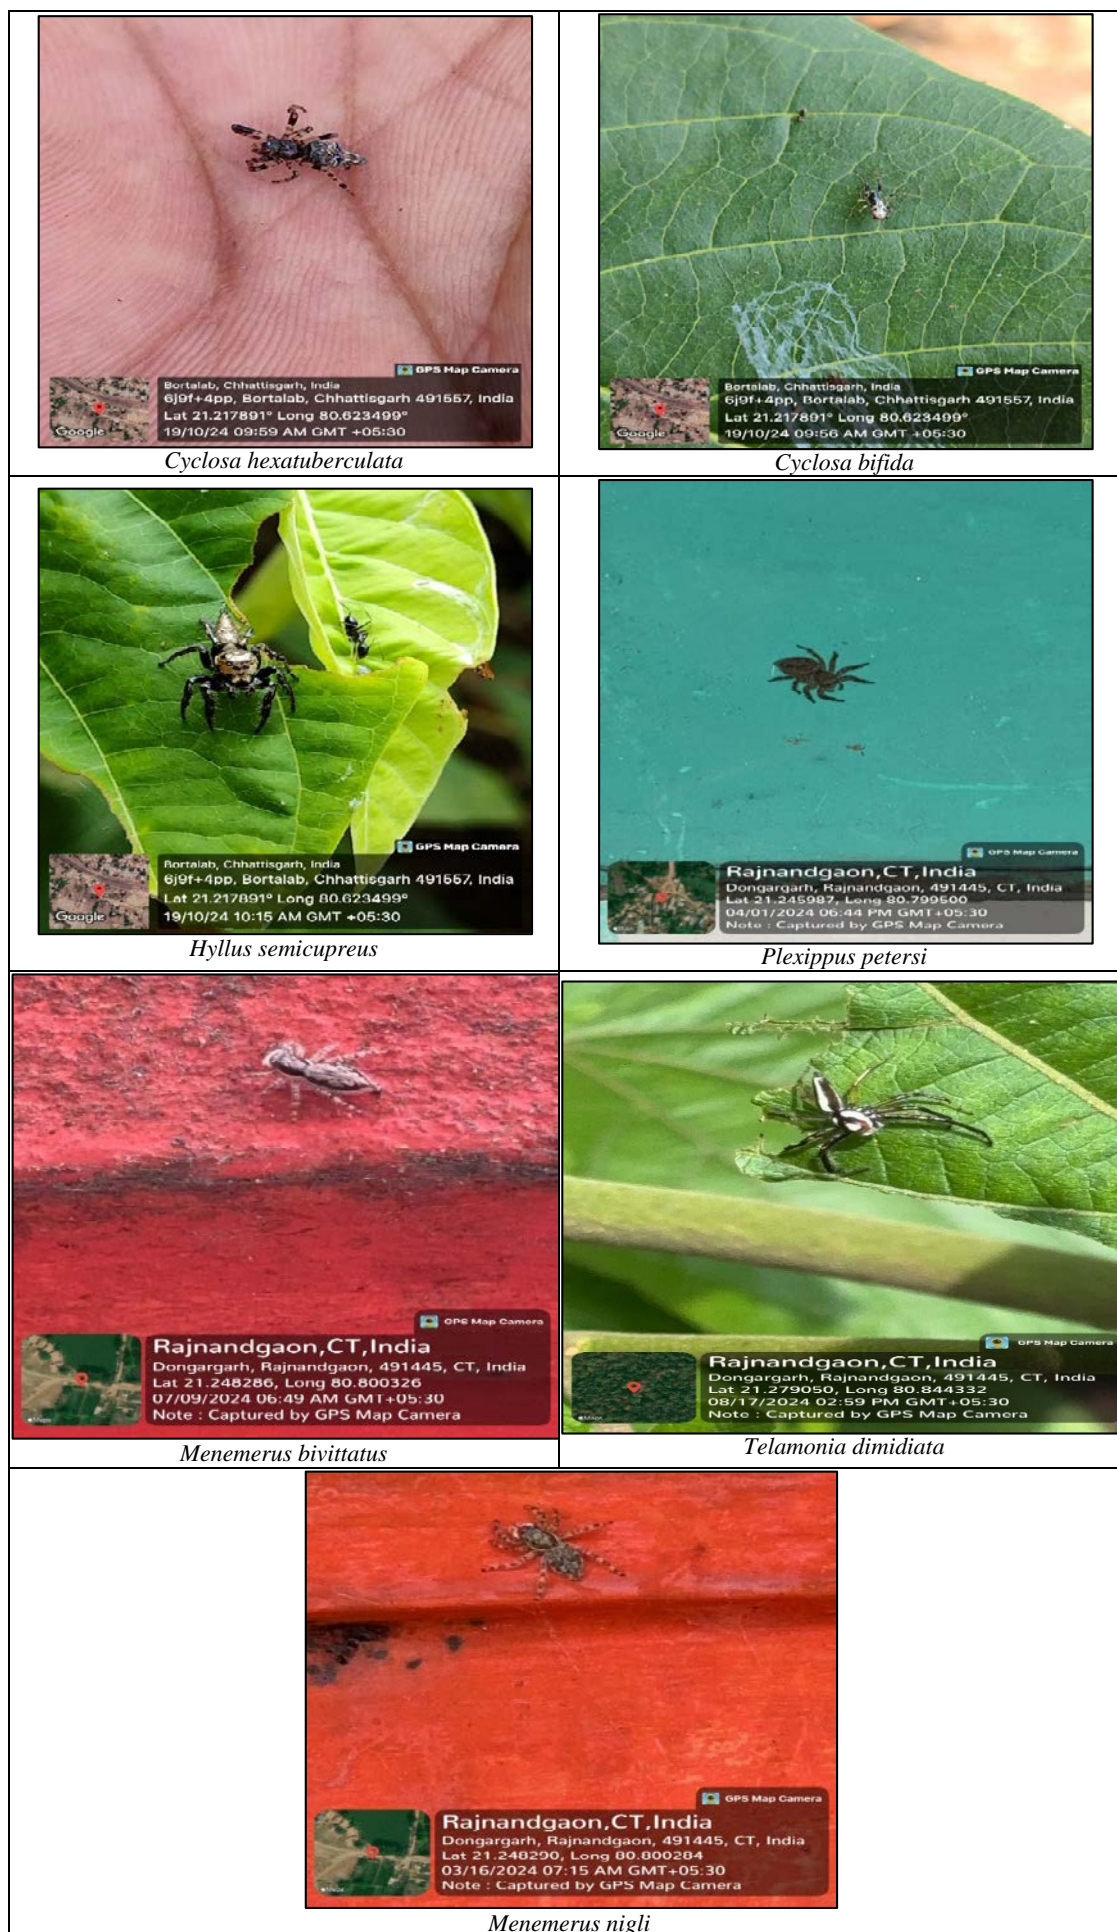 GPS Map Camera
Bortalab, Chhattisgarh, India
6j9f+4pp, Bortalab, Chhattisgarh 491557, India
Lat 21.217891° Long 80.623499°
19/10/24 09:59 AM GMT +05:30
Google
Cyclosa hexatuberculata
GPS Map Camera
Bortalab, Chhattisgarh, India
6j9f+4pp, Bortalab, Chhattisgarh 491557, India
Lat 21.217891° Long 80.623499°
19/10/24 09:56 AM GMT +05:30
Google
Cyclosa bifida
GPS Map Camera
Bortalab, Chhattisgarh, India
6j9f+4pp, Bortalab, Chhattisgarh 491557, India
Lat 21.217891° Long 80.623499°
19/10/24 10:15 AM GMT +05:30
Google
Hyllus semicupreus
GPS Map Camera
Rajnandgaon,CT,India
Dongargarh, Rajnandgaon, 491445, CT, India
Lat 21.245987, Long 80.799500
04/01/2024 06:44 PM GMT+05:30
Note : Captured by GPS Map Camera
Plexippus petersi
GPS Map Camera
Rajnandgaon,CT,India
Dongargarh, Rajnandgaon, 491445, CT, India
Lat 21.248286, Long 80.800326
07/09/2024 06:49 AM GMT+05:30
Note : Captured by GPS Map Camera
Maps
Menemerus bivittatus
GPS Map Camera
Rajnandgaon,CT,India
Dongargarh, Rajnandgaon, 491445, CT, India
Lat 21.279050, Long 80.844332
08/17/2024 02:59 PM GMT+05:30
Note : Captured by GPS Map Camera
Maps
Telamonia dimidiata
GPS Map Camera
Rajnandgaon,CT,India
Dongargarh, Rajnandgaon, 491445, CT, India
Lat 21.248290, Long 80.800284
03/16/2024 07:15 AM GMT+05:30
Note : Captured by GPS Map Camera
Maps
Menemerus nigli